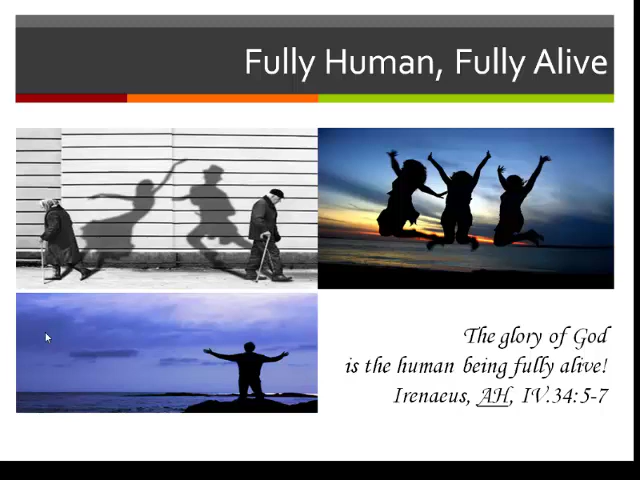 Fully Human, Fully Alive
The glory of God
is the human being fully alive!
Irenaeus, AH, IV.34:5-7